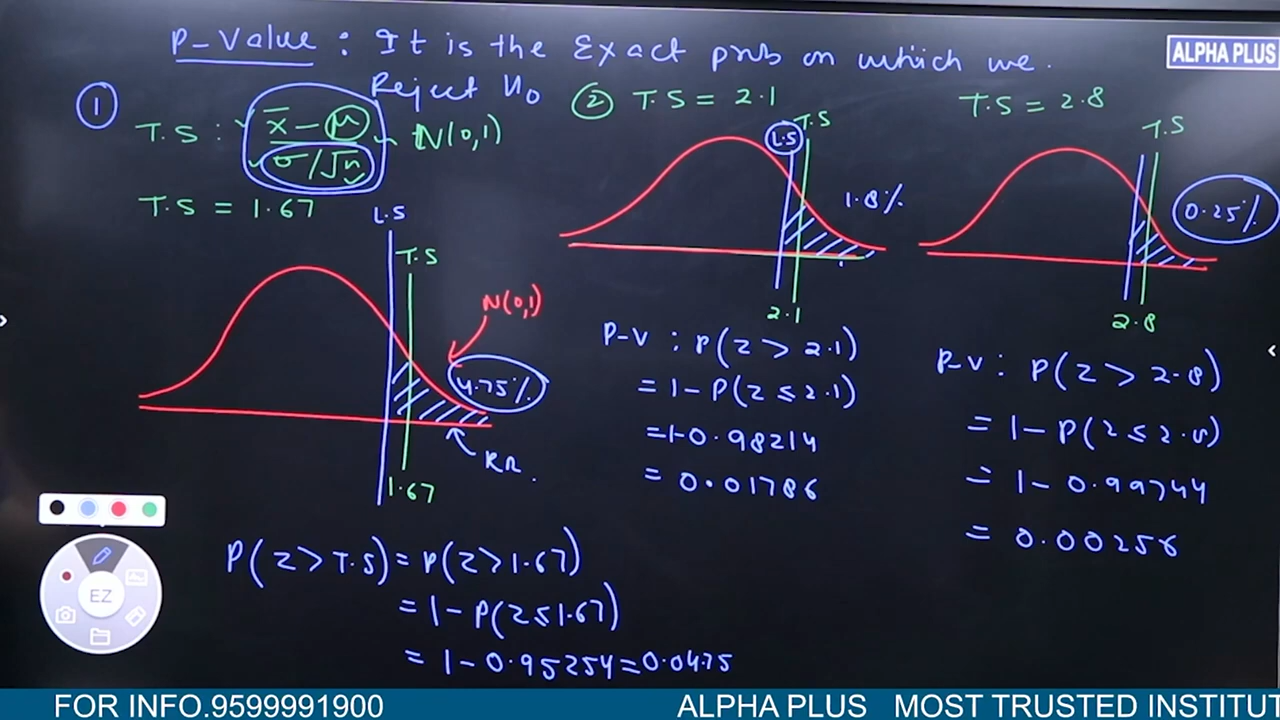 P-Value : It is the Exact prob on which we.
Reject H0
ALPHA PLUS
①
T.S : x̄ - μ / σ/√n ~ N(0,1)
T.S = 1.67
L.S
T.S
N(0,1)
4.75%
RR
1.67
P(Z > T.S) = P(Z > 1.67)
= 1 - P(Z ≤ 1.67)
= 1 - 0.95254 = 0.0475
② T.S = 2.1
L.S
T.S
1.8%
2.1
P-V : P(Z > 2.1)
= 1 - P(Z ≤ 2.1)
= 1 - 0.98214
= 0.01786
T.S = 2.8
T.S
0.25%
2.8
P-V : P(Z > 2.8)
= 1 - P(Z ≤ 2.8)
= 1 - 0.99744
= 0.00256
EZ
FOR INFO.9599991900
ALPHA PLUS MOST TRUSTED INSTITUT